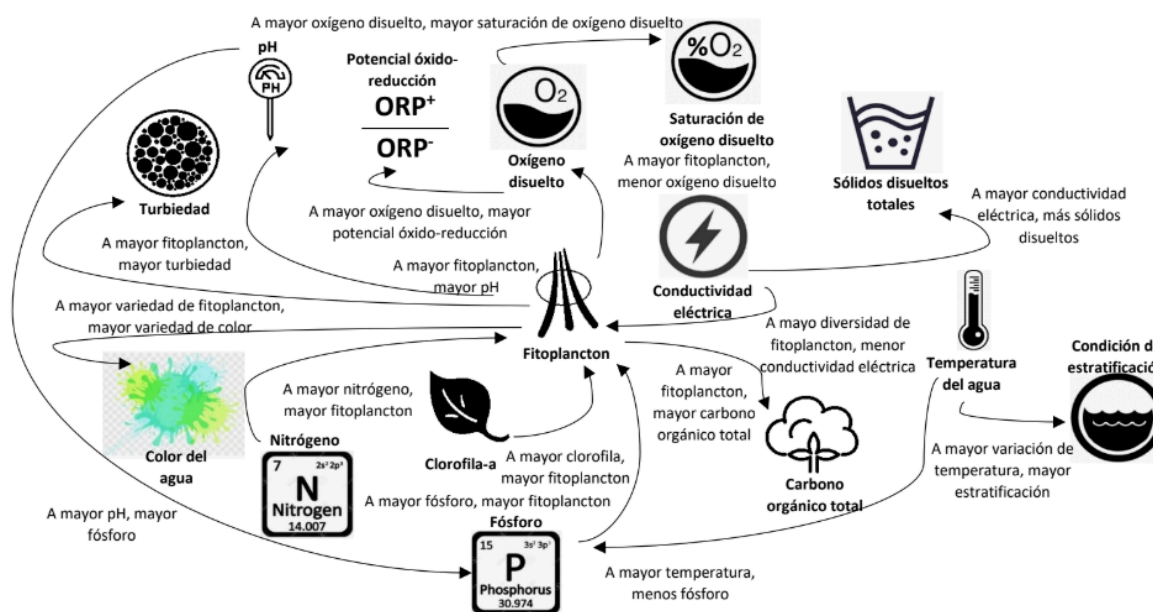 A mayor oxígeno disuelto, mayor saturación de oxígeno disuelto
pH
PH
Potencial óxido-
reducción
ORP+
ORP-
O2
Oxígeno
disuelto
%O2
Saturación de
oxígeno disuelto
A mayor fitoplancton,
menor oxígeno disuelto
Sólidos disueltos
totales
A mayor conductividad
eléctrica, más sólidos
disueltos
Turbiedad
A mayor fitoplancton,
mayor turbiedad
A mayor oxígeno disuelto, mayor
potencial óxido-reducción
A mayor fitoplancton,
mayor pH
Conductividad
eléctrica
A mayor variedad de fitoplancton,
mayor variedad de color
Fitoplancton
A mayo diversidad de
fitoplancton, menor
conductividad eléctrica
Temperatura
del agua
Condición d
estratificació
A mayor nitrógeno,
mayor fitoplancton
A mayor
fitoplancton,
mayor carbono
orgánico total
Color del
agua
Nitrógeno
7 2s² 2p³
N
Nitrogen
14.007
Clorofila-a
A mayor clorofila,
mayor fitoplancton
Carbono
orgánico total
A mayor variación de
temperatura, mayor
estratificación
A mayor pH, mayor
fósforo
A mayor fósforo, mayor fitoplancton
Fósforo
15 3s² 3p³
P
Phosphorus
30.974
A mayor temperatura,
menos fósforo